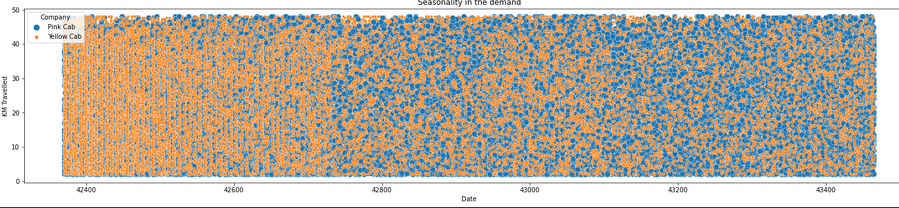 Seasonality in the demand
Company
Pink Cab
Yellow Cab
50
40
30
20
10
0
KM Travelled
42400 42600 42800 43000 43200 43400
Date